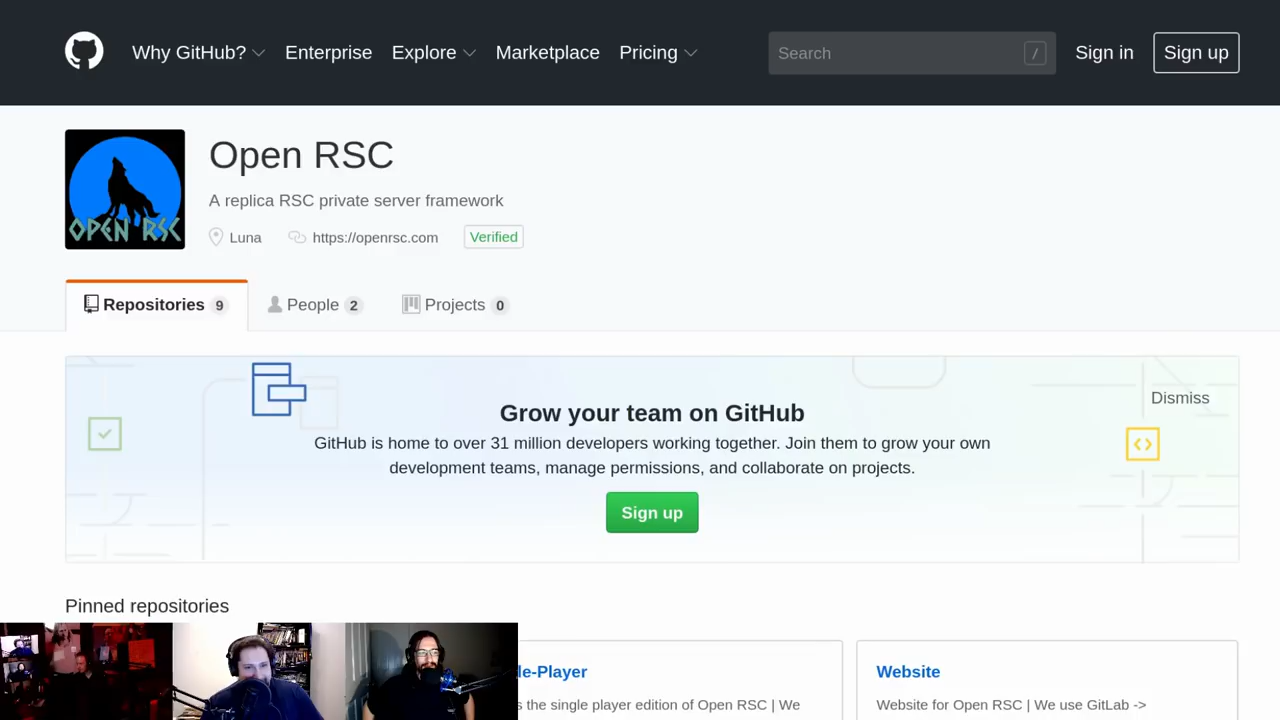 Why GitHub? Enterprise Explore Marketplace Pricing Search / Sign in Sign up
OPEN RSC
Open RSC
A replica RSC private server framework
Luna https://openrsc.com Verified
Repositories 9 People 2 Projects 0
Grow your team on GitHub
Dismiss
GitHub is home to over 31 million developers working together. Join them to grow your own
development teams, manage permissions, and collaborate on projects.
Sign up
Pinned repositories
le-Player Website
s the single player edition of Open RSC | We Website for Open RSC | We use GitLab ->